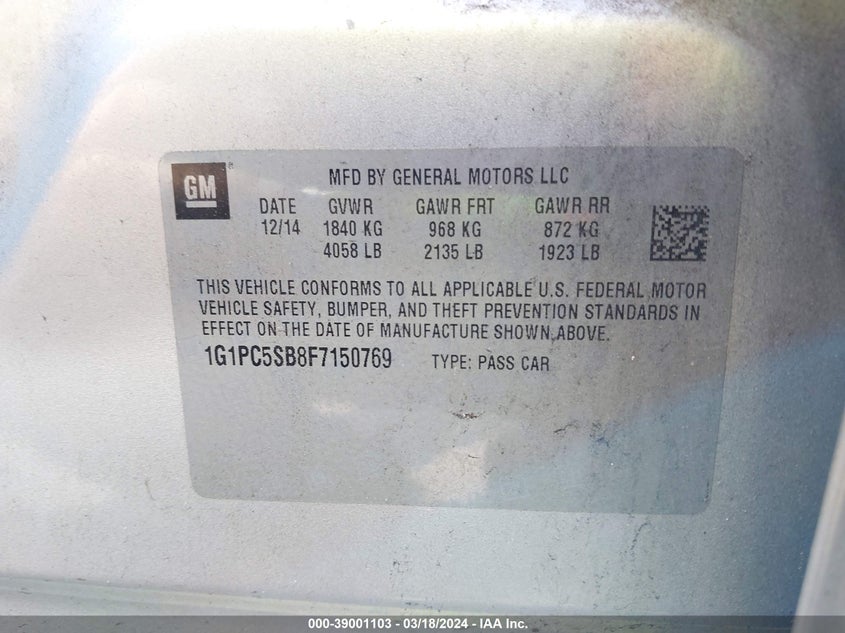 GM ®
MFD BY GENERAL MOTORS LLC
DATE GVWR GAWR FRT GAWR RR
12/14 1840 KG 968 KG 872 KG
4058 LB 2135 LB 1923 LB
THIS VEHICLE CONFORMS TO ALL APPLICABLE U.S. FEDERAL MOTOR
VEHICLE SAFETY, BUMPER, AND THEFT PREVENTION STANDARDS IN
EFFECT ON THE DATE OF MANUFACTURE SHOWN ABOVE.
1G1PC5SB8F7150769 TYPE: PASS CAR
000-39001103 - 03/18/2024 - IAAI.com